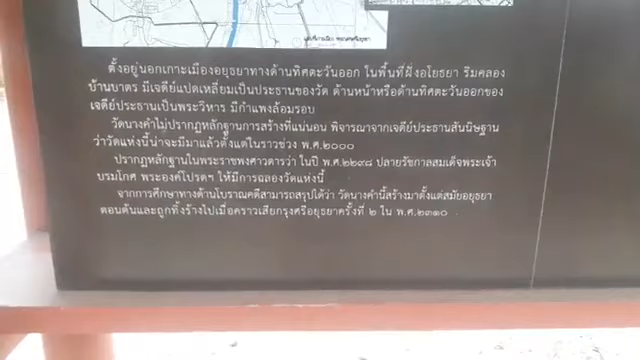 ตั้งอยู่นอกเกาะเมืองอยุธยาทางด้านทิศตะวันออก ในพื้นที่ฝั่งอโยธยา ริมคลอง
บ้านบาตร มีเจดีย์แปดเหลี่ยมเป็นประธานของวัด ด้านหน้าหรือด้านทิศตะวันออกของ
เจดีย์ประธานเป็นพระวิหาร มีกำแพงล้อมรอบ
วัดนางคำไม่ปรากฏหลักฐานการสร้างที่แน่นอน พิจารณาจากเจดีย์ประธานสันนิษฐาน
ว่าวัดแห่งนี้น่าจะมีมาแล้วตั้งแต่ในราวช่วง พ.ศ.๒๐๐๐
ปรากฏหลักฐานในพระราชพงศาวดารว่า ในปี พ.ศ.๒๒๙๘ ปลายรัชกาลสมเด็จพระเจ้า
บรมโกศ พระองค์โปรดฯ ให้มีการฉลองวัดแห่งนี้
จากการศึกษาทางด้านโบราณคดีสามารถสรุปได้ว่า วัดนางคำนี้สร้างมาตั้งแต่สมัยอยุธยา
ตอนต้นและถูกทิ้งร้างไปเมื่อคราวเสียกรุงศรีอยุธยาครั้งที่ ๒ ใน พ.ศ.๒๓๑๐